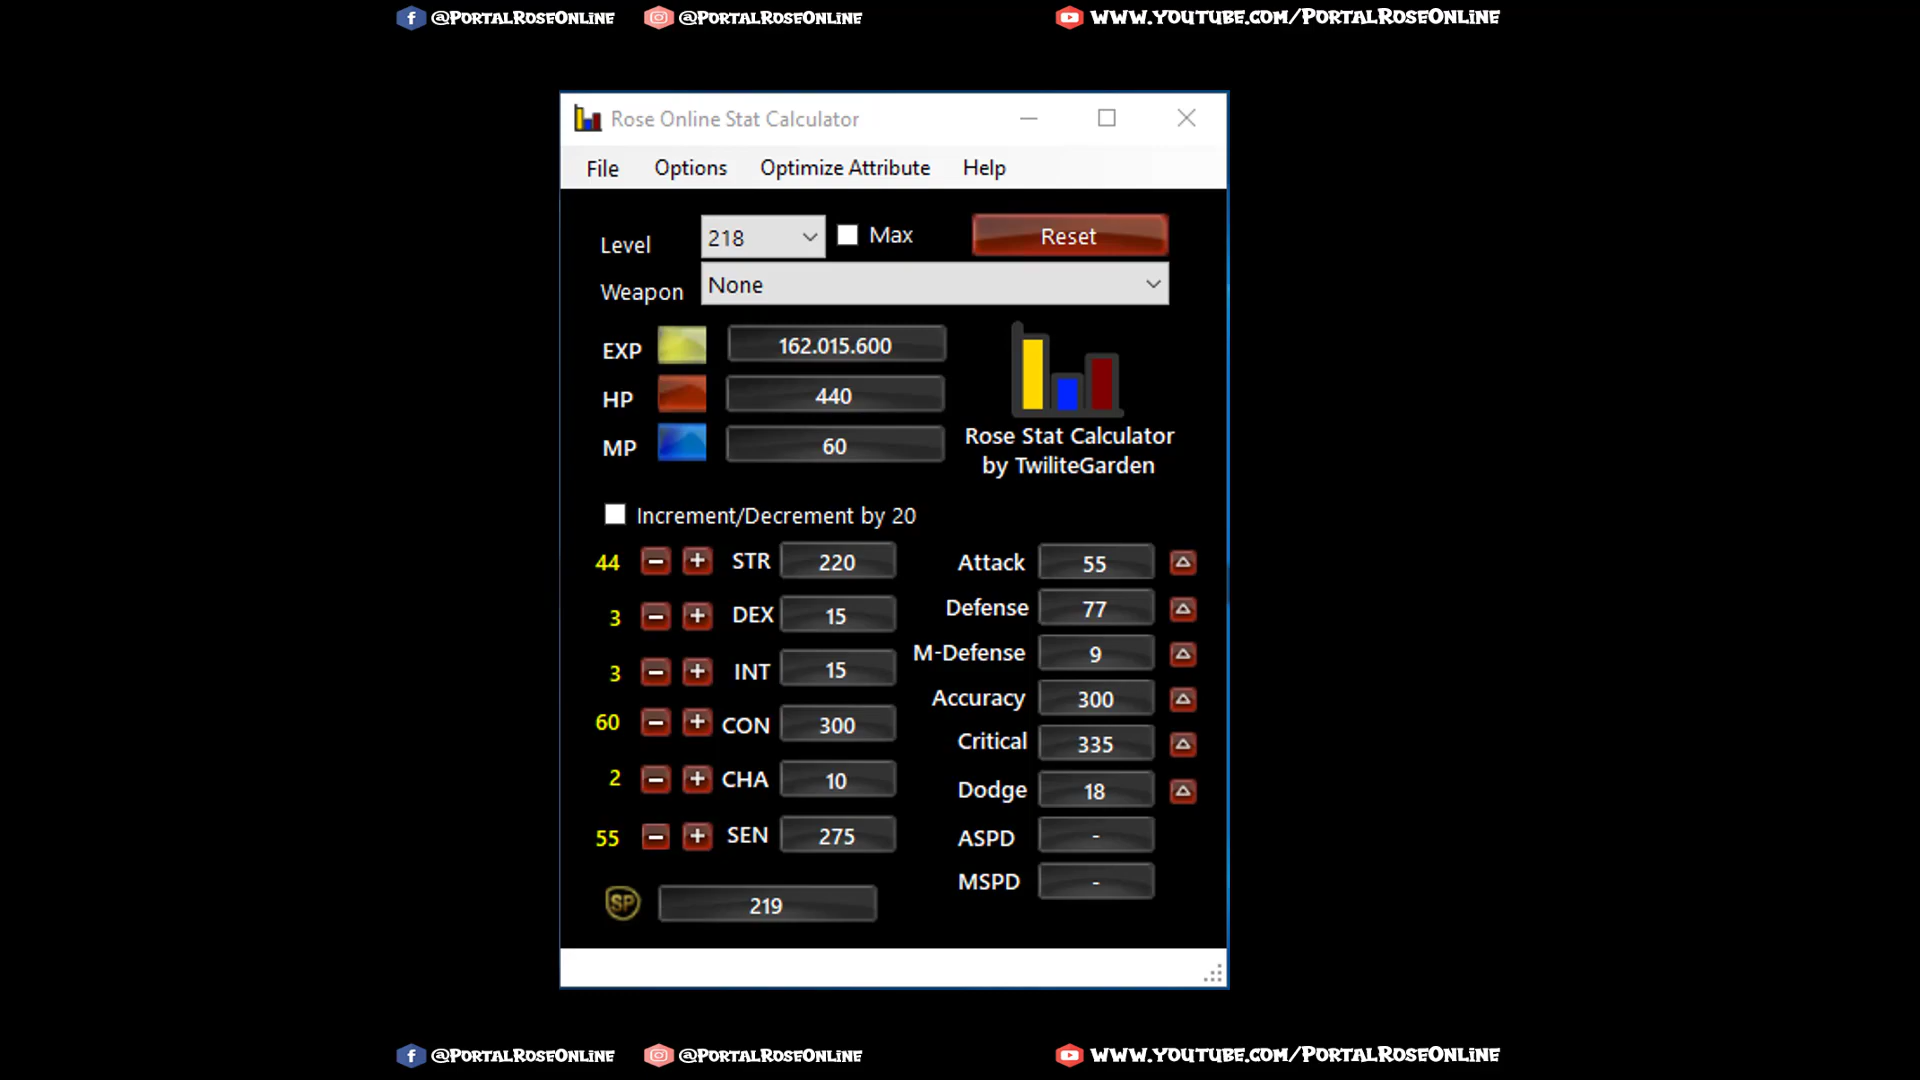 @PortalRoseOnline @PortalRoseOnline www.youtube.com/PortalRoseOnline
Rose Online Stat Calculator
File Options Optimize Attribute Help
Level 218 Max Reset
Weapon None
EXP 162.015.600
HP 440
MP 60
Rose Stat Calculator
by TwiliteGarden
Increment/Decrement by 20
44 − + STR 220 Attack 55
3 − + DEX 15 Defense 77
3 − + INT 15 M-Defense 9
60 − + CON 300 Accuracy 300
Critical 335
2 − + CHA 10 Dodge 18
55 − + SEN 275 ASPD -
MSPD -
SP 219
@PortalRoseOnline @PortalRoseOnline www.youtube.com/PortalRoseOnline